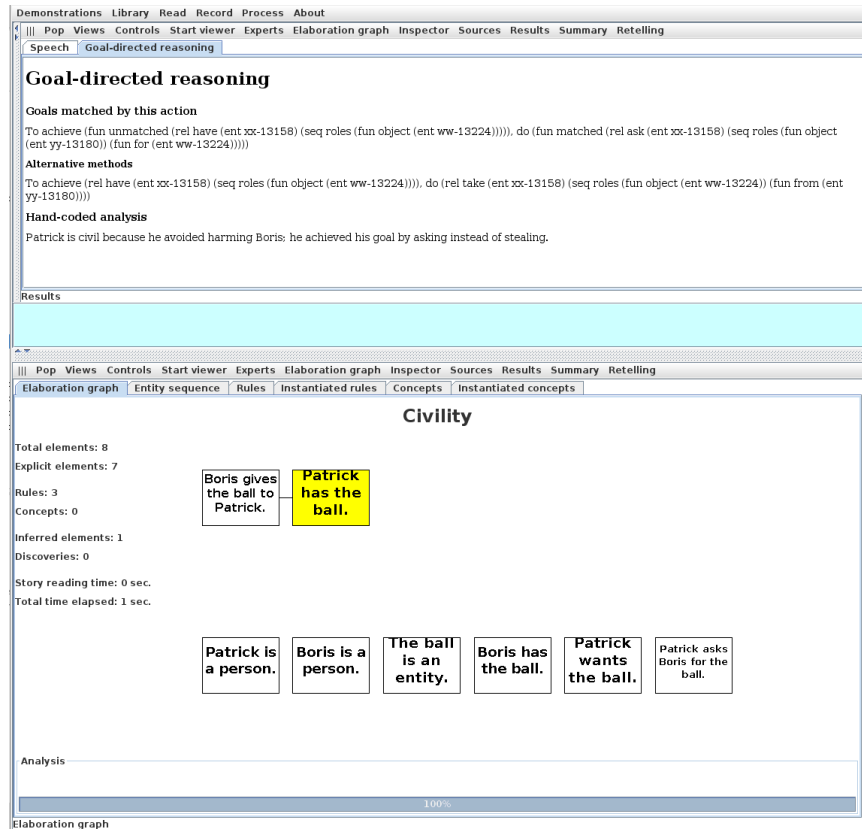 Demonstrations Library Read Record Process About
||| Pop Views Controls Start viewer Experts Elaboration graph Inspector Sources Results Summary Retelling
Speech Goal-directed reasoning
Goal-directed reasoning
Goals matched by this action
To achieve (fun unmatched (rel have (ent xx-13158) (seq roles (fun object (ent ww-13224))))), do (fun matched (rel ask (ent xx-13158) (seq roles (fun object
(ent yy-13180)) (fun for (ent ww-13224)))))
Alternative methods
To achieve (rel have (ent xx-13158) (seq roles (fun object (ent ww-13224)))), do (rel take (ent xx-13158) (seq roles (fun object (ent ww-13224)) (fun from (ent
yy-13180))))
Hand-coded analysis
Patrick is civil because he avoided harming Boris; he achieved his goal by asking instead of stealing.
Results
||| Pop Views Controls Start viewer Experts Elaboration graph Inspector Sources Results Summary Retelling
Elaboration graph Entity sequence Rules Instantiated rules Concepts Instantiated concepts
Civility
Total elements: 8
Explicit elements: 7
Rules: 3
Concepts: 0
Inferred elements: 1
Discoveries: 0
Story reading time: 0 sec.
Total time elapsed: 1 sec.
Boris gives
the ball to
Patrick.
Patrick
has the
ball.
Patrick is
a person.
Boris is a
person.
The ball
is an
entity.
Boris has
the ball.
Patrick
wants
the ball.
Patrick asks
Boris for the
ball.
Analysis
100%
Elaboration graph